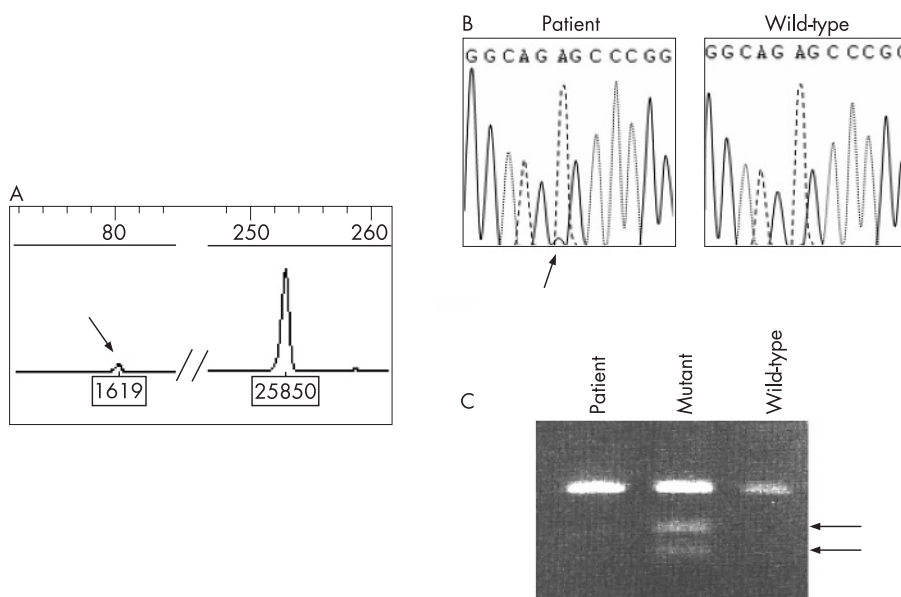 A
80 250 260
1619 25850
B
Patient Wild-type
GGCAGAGCCCGG GGCAGAGCCCGG
C
Patient Mutant Wild-type